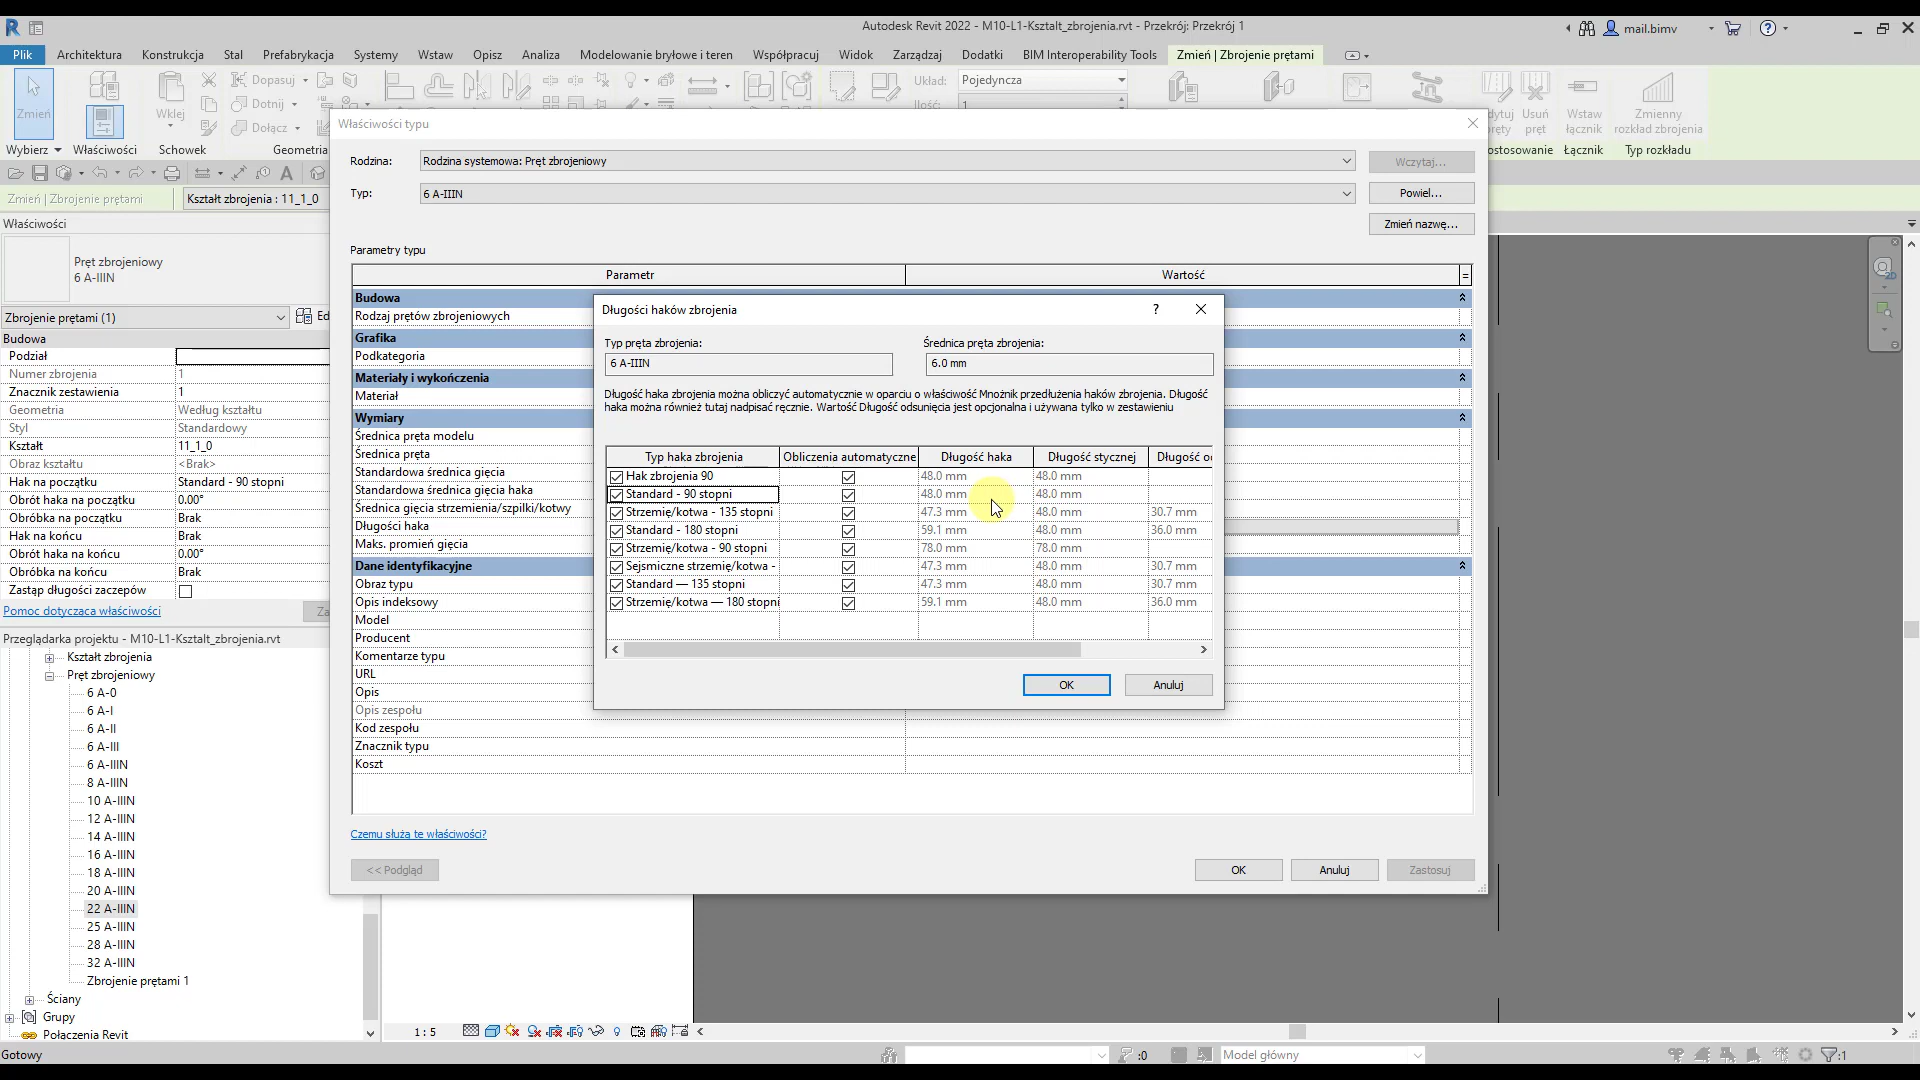 Autodesk Revit 2022 - M10-L1-Kształt_zbrojenia.rvt - Przekrój: Przekrój 1
mail.bimv
Plik Architektura Konstrukcja Stal Prefabrykacja Systemy Wstaw Opisz Analiza Modelowanie bryłowe i teren Współpracuj Widok Zarządzaj Dodatki BIM Interoperability Tools Zmień | Zbrojenie prętami
Dopasuj
Układ: Pojedyncza
Zmień
Wklej
Dotnij
Ilość: 1
Dołącz
Usuń pręt
Wstaw łącznik
Zmienny rozkład zbrojenia
Wybierz Właściwości Schowek Geometria
Łącznik Typ rozkładu
Zmień | Zbrojenie prętami
Kształt zbrojenia : 11_1_0
Właściwości
Pręt zbrojeniowy
6 A-IIIN
Zbrojenie prętami (1)
Ed
Budowa
Podział
Numer zbrojenia 1
Znacznik zestawienia 1
Geometria Według kształtu
Styl Standardowy
Kształt 11_1_0
Obraz kształtu <Brak>
Hak na początku Standard - 90 stopni
Obrót haka na początku 0.00°
Obróbka na początku Brak
Hak na końcu Brak
Obrót haka na końcu 0.00°
Obróbka na końcu Brak
Zastąp długości zaczepów
Pomoc dotycząca właściwości
Za
Przeglądarka projektu - M10-L1-Kształt_zbrojenia.rvt
Kształt zbrojenia
Pręt zbrojeniowy
6 A-0
6 A-I
6 A-II
6 A-III
6 A-IIIN
8 A-IIIN
10 A-IIIN
12 A-IIIN
14 A-IIIN
16 A-IIIN
18 A-IIIN
20 A-IIIN
22 A-IIIN
25 A-IIIN
28 A-IIIN
32 A-IIIN
Zbrojenie prętami 1
Ściany
Grupy
Połączenia Revit
Właściwości typu
Rodzina: Rodzina systemowa: Pręt zbrojeniowy Wczytaj...
Typ: 6 A-IIIN Powiel...
Zmień nazwę...
Parametry typu
Parametr Wartość =
Budowa
Rodzaj prętów zbrojeniowych
Grafika
Podkategoria
Materiały i wykończenia
Materiał
Wymiary
Średnica pręta modelu
Średnica pręta
Standardowa średnica gięcia
Standardowa średnica gięcia haka
Średnica gięcia strzemienia/szpilki/kotwy
Długości haka
Maks. promień gięcia
Dane identyfikacyjne
Obraz typu
Opis indeksowy
Model
Producent
Komentarze typu
URL
Opis
Opis zespołu
Kod zespołu
Znacznik typu
Koszt
Czemu służą te właściwości?
<< Podgląd OK Anuluj Zastosuj
Długości haków zbrojenia ?
Typ pręta zbrojenia: Średnica pręta zbrojenia:
6 A-IIIN 6.0 mm
Długość haka zbrojenia można obliczyć automatycznie w oparciu o właściwość Mnożnik przedłużenia haków zbrojenia. Długość
haka można również tutaj nadpisać ręcznie. Wartość Długość odsunięcia jest opcjonalna i używana tylko w zestawieniu
Typ haka zbrojenia Obliczenia automatyczne Długość haka Długość stycznej Długość o
Hak zbrojenia 90 48.0 mm 48.0 mm
Standard - 90 stopni 48.0 mm 48.0 mm
Strzemię/kotwa - 135 stopni 47.3 mm 48.0 mm 30.7 mm
Standard - 180 stopni 59.1 mm 48.0 mm 36.0 mm
Strzemię/kotwa - 90 stopni 78.0 mm 78.0 mm
Sejsmiczne strzemię/kotwa - 47.3 mm 48.0 mm 30.7 mm
Standard — 135 stopni 47.3 mm 48.0 mm 30.7 mm
Strzemię/kotwa — 180 stopni 59.1 mm 48.0 mm 36.0 mm
OK Anuluj
1 : 5
Gotowy
:0
Model główny
:1